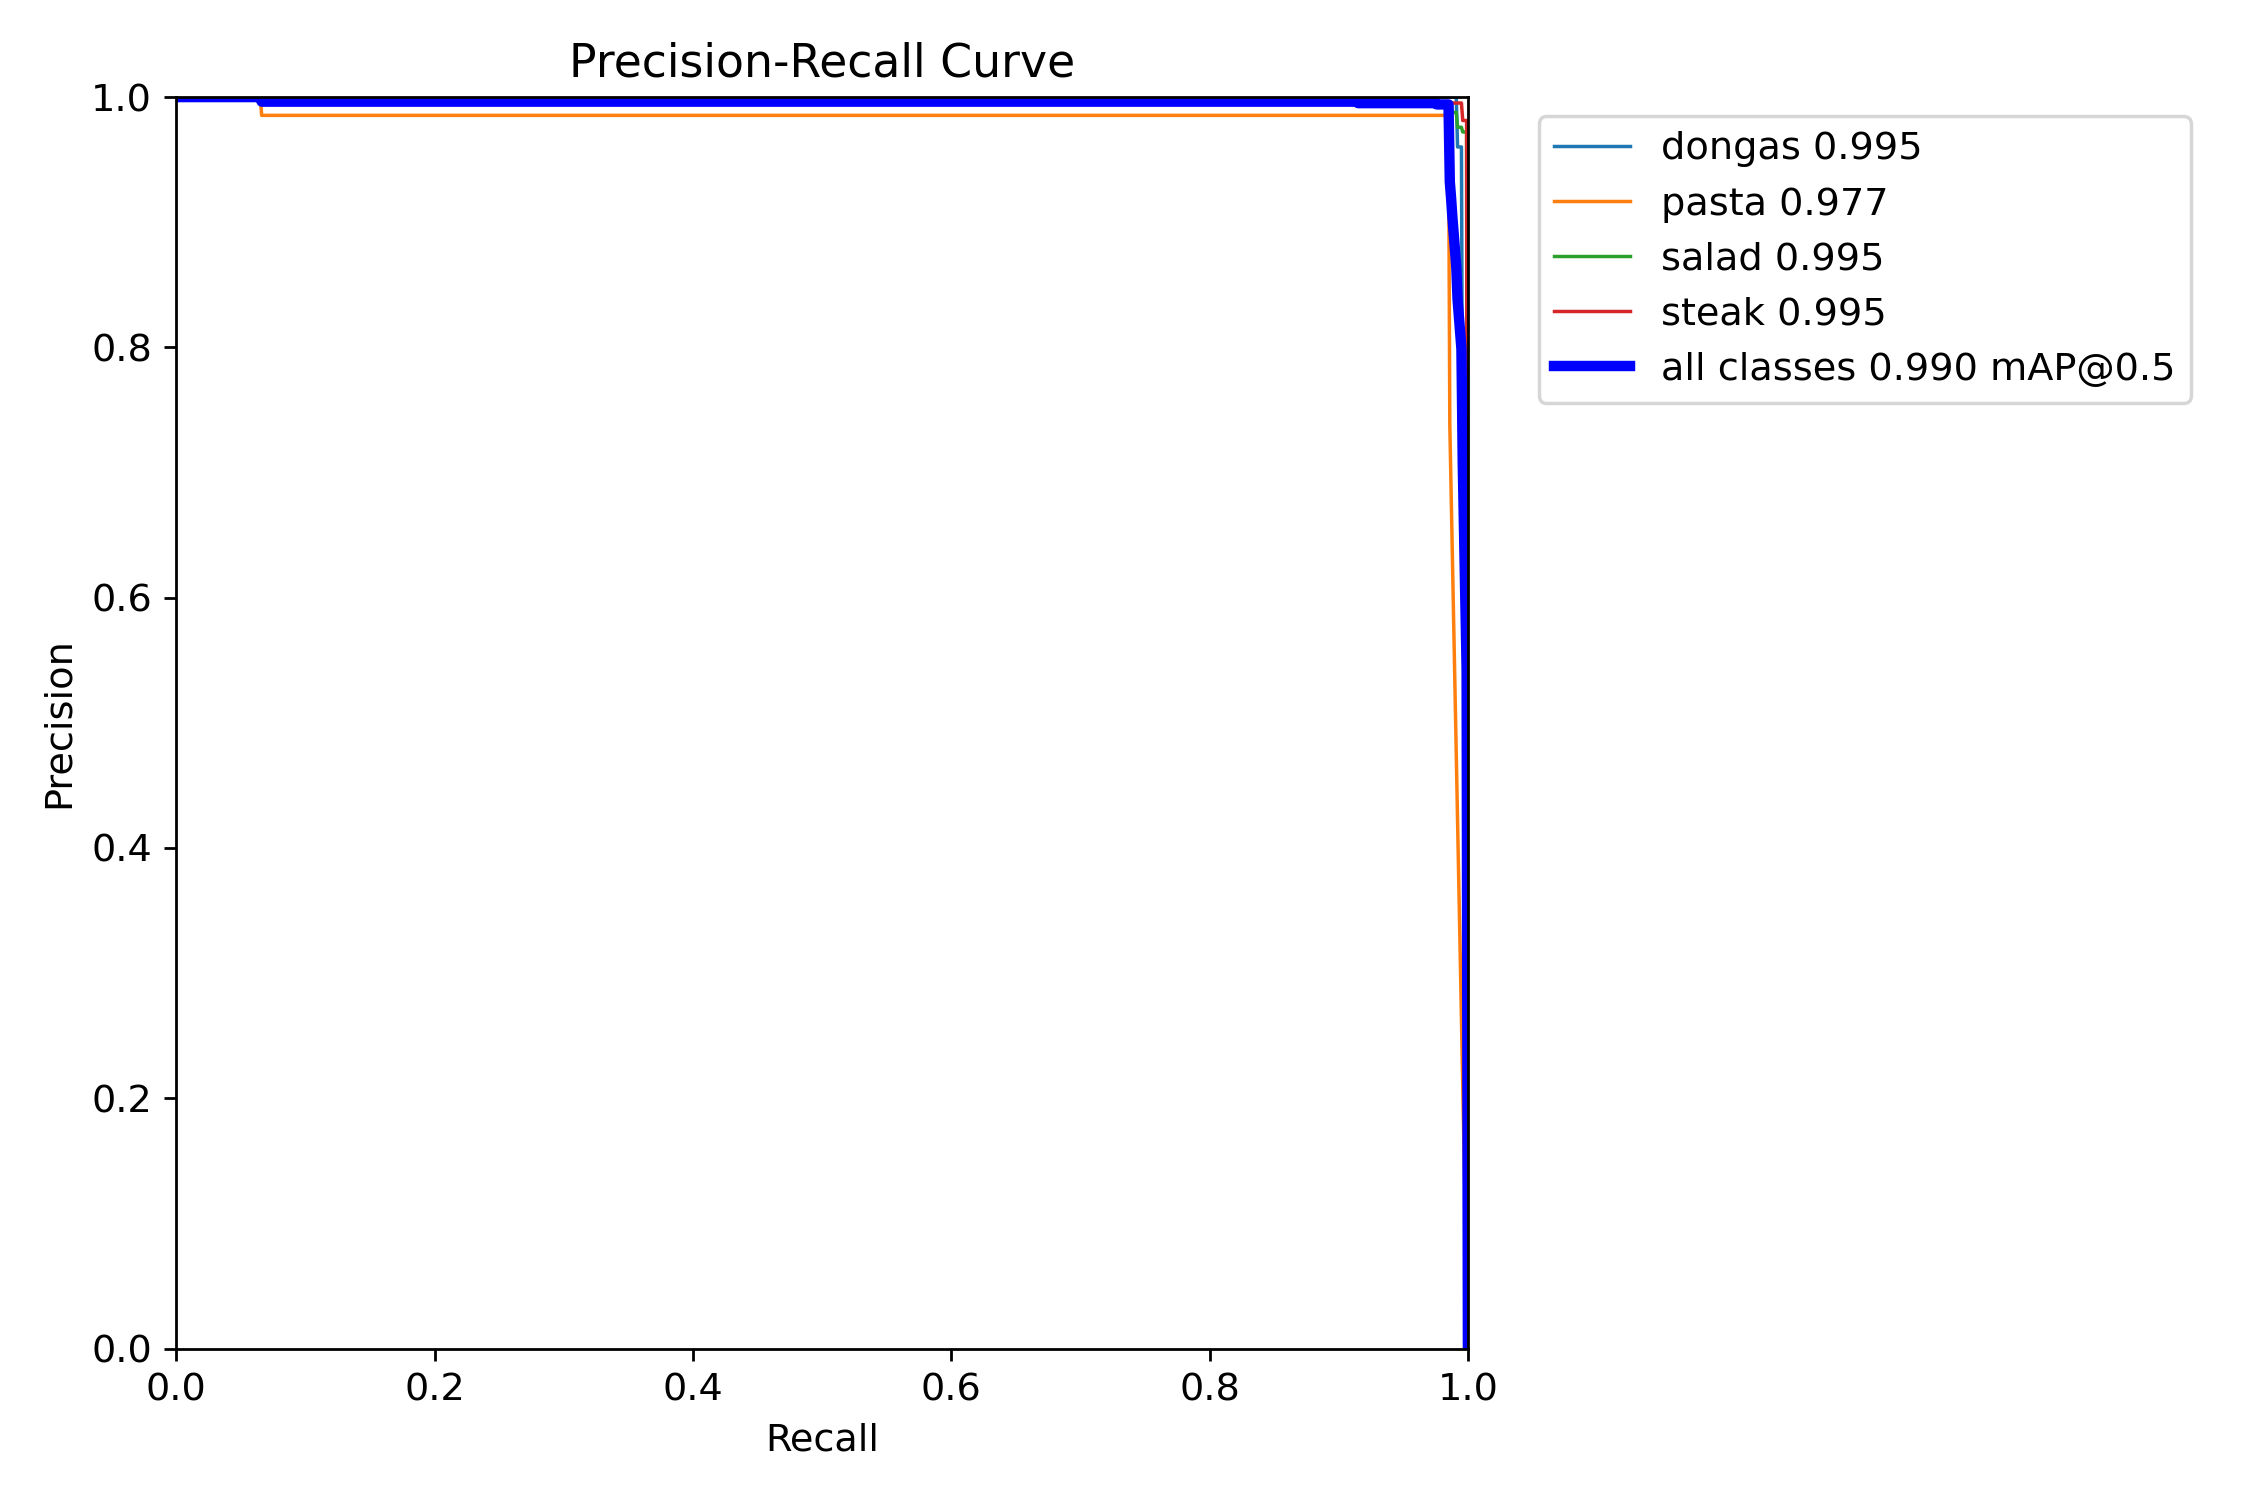 Precision-Recall Curve
1.0
0.8
0.6
0.4
0.2
0.0
Precision
0.0 0.2 0.4 0.6 0.8 1.0
Recall
dongas 0.995
pasta 0.977
salad 0.995
steak 0.995
all classes 0.990 mAP@0.5